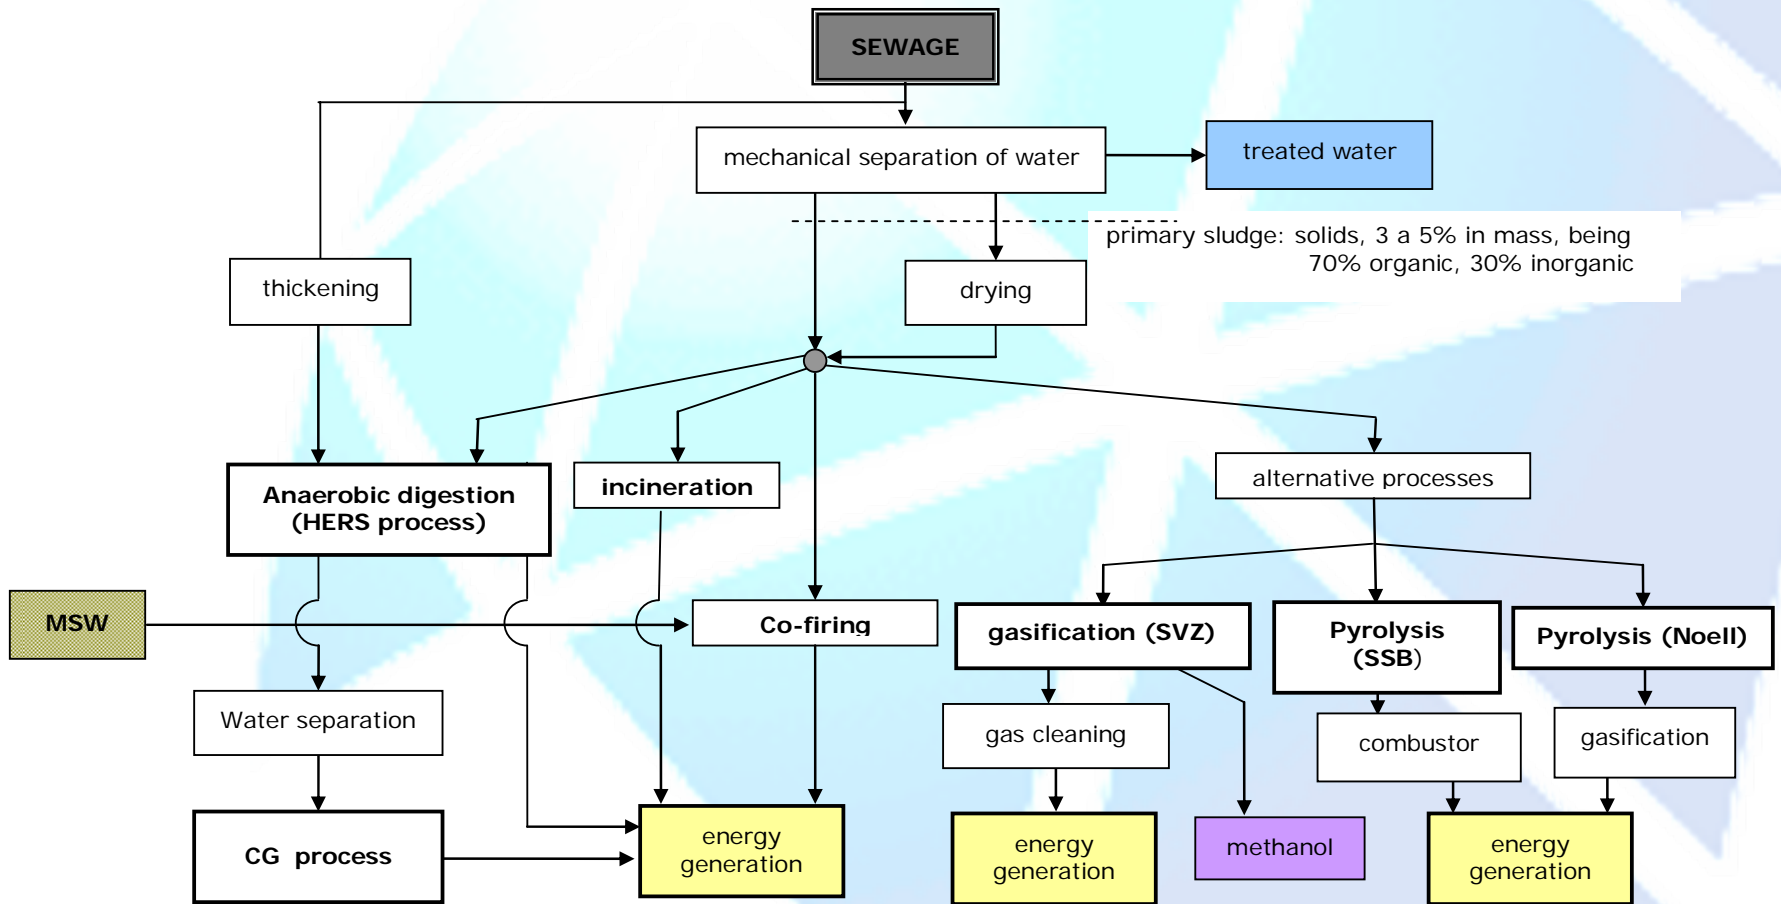 SEWAGE
mechanical separation of water
treated water
primary sludge: solids, 3 a 5% in mass, being
70% organic, 30% inorganic
thickening
drying
Anaerobic digestion
(HERS process)
incineration
alternative processes
MSW
Co-firing
gasification (SVZ)
Pyrolysis
(SSB)
Pyrolysis (Noell)
Water separation
gas cleaning
combustor
gasification
CG process
energy
generation
energy
generation
methanol
energy
generation